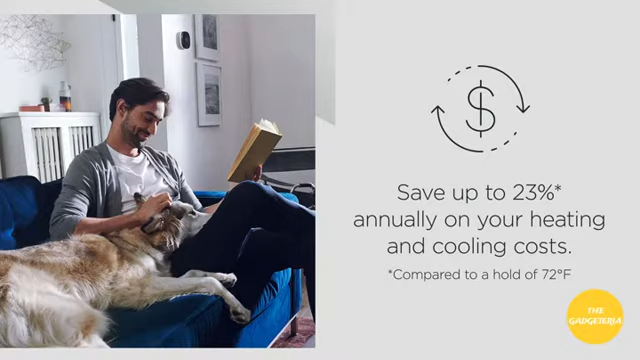 Save up to 23%*
annually on your heating
and cooling costs.
*Compared to a hold of 72°F
THE
GADGETERIA